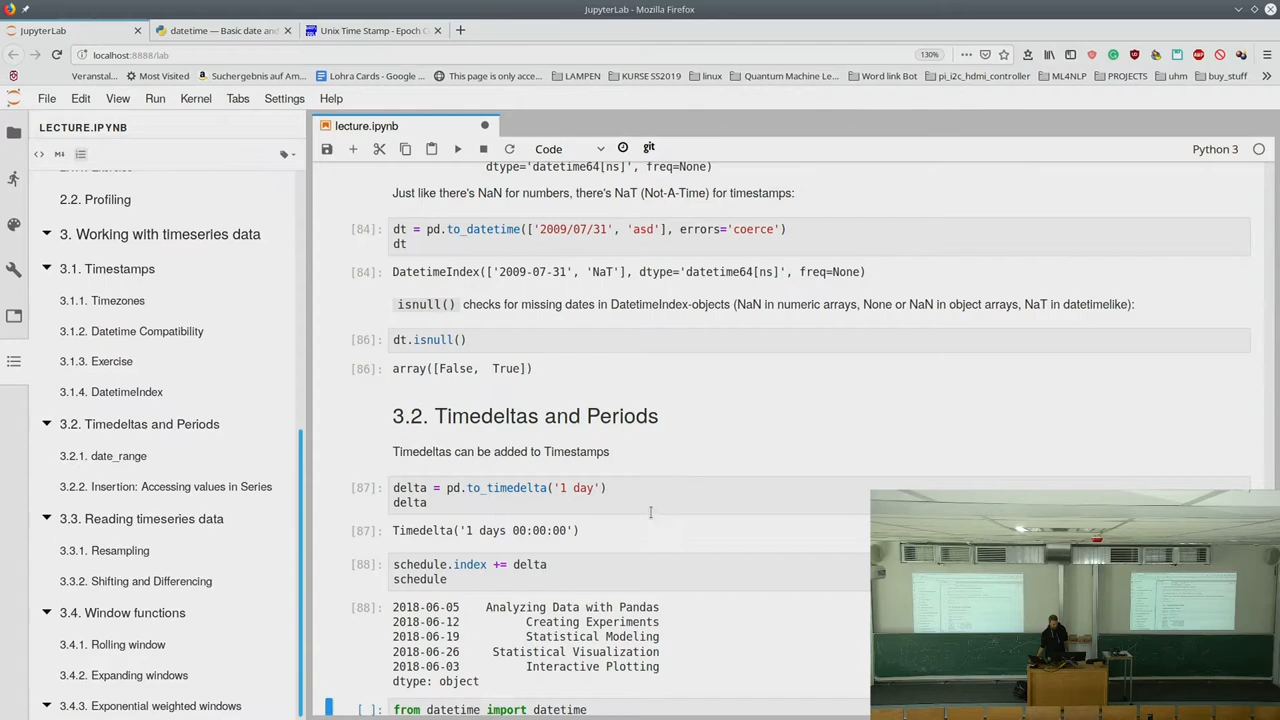 JupyterLab - Mozilla Firefox
JupyterLab
datetime — Basic date and
Unix Time Stamp - Epoch C
localhost:8888/lab
130%
Veranstal...
Most Visited
Suchergebnis auf Am...
Lohra Cards - Google ...
This page is only acce...
LAMPEN
KURSE SS2019
linux
Quantum Machine Le...
Word link Bot
pi_i2c_hdmi_controller
ML4NLP
PROJECTS
uhm
buy_stuff
File Edit View Run Kernel Tabs Settings Help
LECTURE.IPYNB
2.2. Profiling
3. Working with timeseries data
3.1. Timestamps
3.1.1. Timezones
3.1.2. Datetime Compatibility
3.1.3. Exercise
3.1.4. DatetimeIndex
3.2. Timedeltas and Periods
3.2.1. date_range
3.2.2. Insertion: Accessing values in Series
3.3. Reading timeseries data
3.3.1. Resampling
3.3.2. Shifting and Differencing
3.4. Window functions
3.4.1. Rolling window
3.4.2. Expanding windows
3.4.3. Exponential weighted windows
lecture.ipynb
Code
git
Python 3
dtype='datetime64[ns]', freq=None)
Just like there's NaN for numbers, there's NaT (Not-A-Time) for timestamps:
[84]: dt = pd.to_datetime(['2009/07/31', 'asd'], errors='coerce')
dt
[84]: DatetimeIndex(['2009-07-31', 'NaT'], dtype='datetime64[ns]', freq=None)
isnull() checks for missing dates in DatetimeIndex-objects (NaN in numeric arrays, None or NaN in object arrays, NaT in datetimelike):
[86]: dt.isnull()
[86]: array([False,  True])
3.2. Timedeltas and Periods
Timedeltas can be added to Timestamps
[87]: delta = pd.to_timedelta('1 day')
delta
[87]: Timedelta('1 days 00:00:00')
[88]: schedule.index += delta
schedule
[88]: 2018-06-05    Analyzing Data with Pandas
2018-06-12    Creating Experiments
2018-06-19    Statistical Modeling
2018-06-26    Statistical Visualization
2018-06-03    Interactive Plotting
dtype: object
[ ]: from datetime import datetime